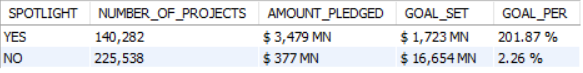 SPOTLIGHT NUMBER_OF_PROJECTS AMOUNT_PLEDGED GOAL_SET GOAL_PER
YES 140,282 $ 3,479 MN $ 1,723 MN 201.87 %
NO 225,538 $ 377 MN $ 16,654 MN 2.26 %